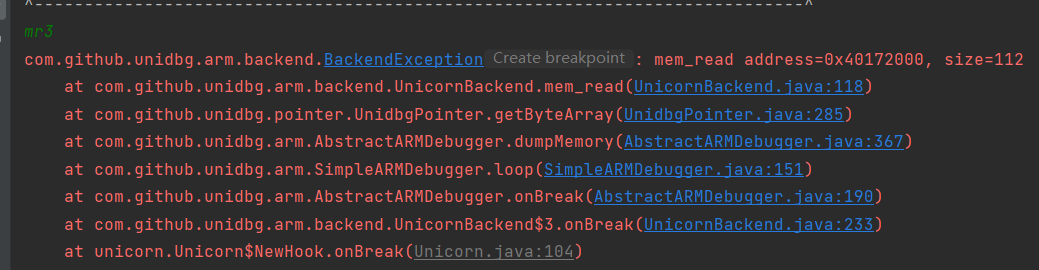 ^-----------------------------------------------------------------------------^
mr3
com.github.unidbg.arm.backend.BackendException Create breakpoint : mem_read address=0x40172000, size=112
    at com.github.unidbg.arm.backend.UnicornBackend.mem_read(UnicornBackend.java:118)
    at com.github.unidbg.pointer.UnidbgPointer.getByteArray(UnidbgPointer.java:285)
    at com.github.unidbg.arm.AbstractARMDebugger.dumpMemory(AbstractARMDebugger.java:367)
    at com.github.unidbg.arm.SimpleARMDebugger.loop(SimpleARMDebugger.java:151)
    at com.github.unidbg.arm.AbstractARMDebugger.onBreak(AbstractARMDebugger.java:190)
    at com.github.unidbg.arm.backend.UnicornBackend$3.onBreak(UnicornBackend.java:233)
    at unicorn.Unicorn$NewHook.onBreak(Unicorn.java:104)